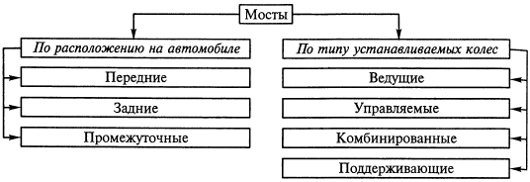 Мосты
По расположению на автомобиле
Передние
Задние
Промежуточные
По типу устанавливаемых колес
Ведущие
Управляемые
Комбинированные
Поддерживающие